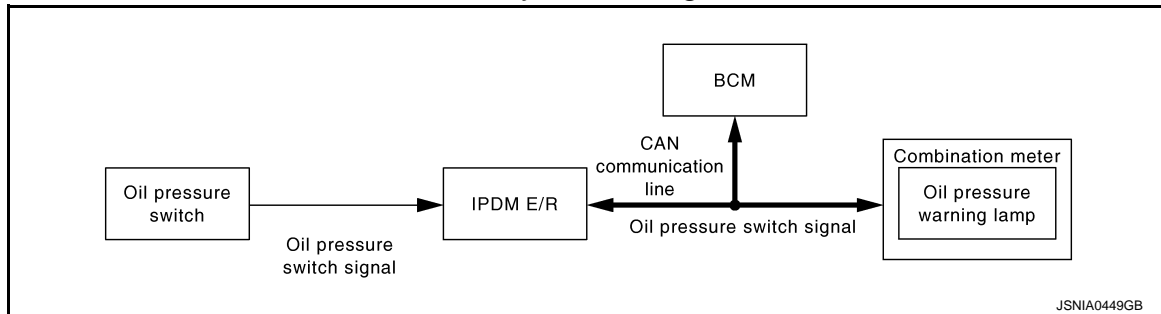 BCM
CAN
communication
line
Combination meter
Oil pressure
switch
IPDM E/R
Oil pressure
warning lamp
Oil pressure switch signal
Oil pressure
switch signal
JSNIA0449GB